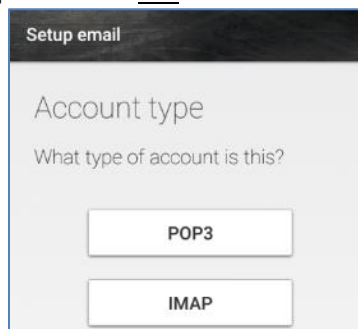 Setup email
Account type
What type of account is this?
POP3
IMAP